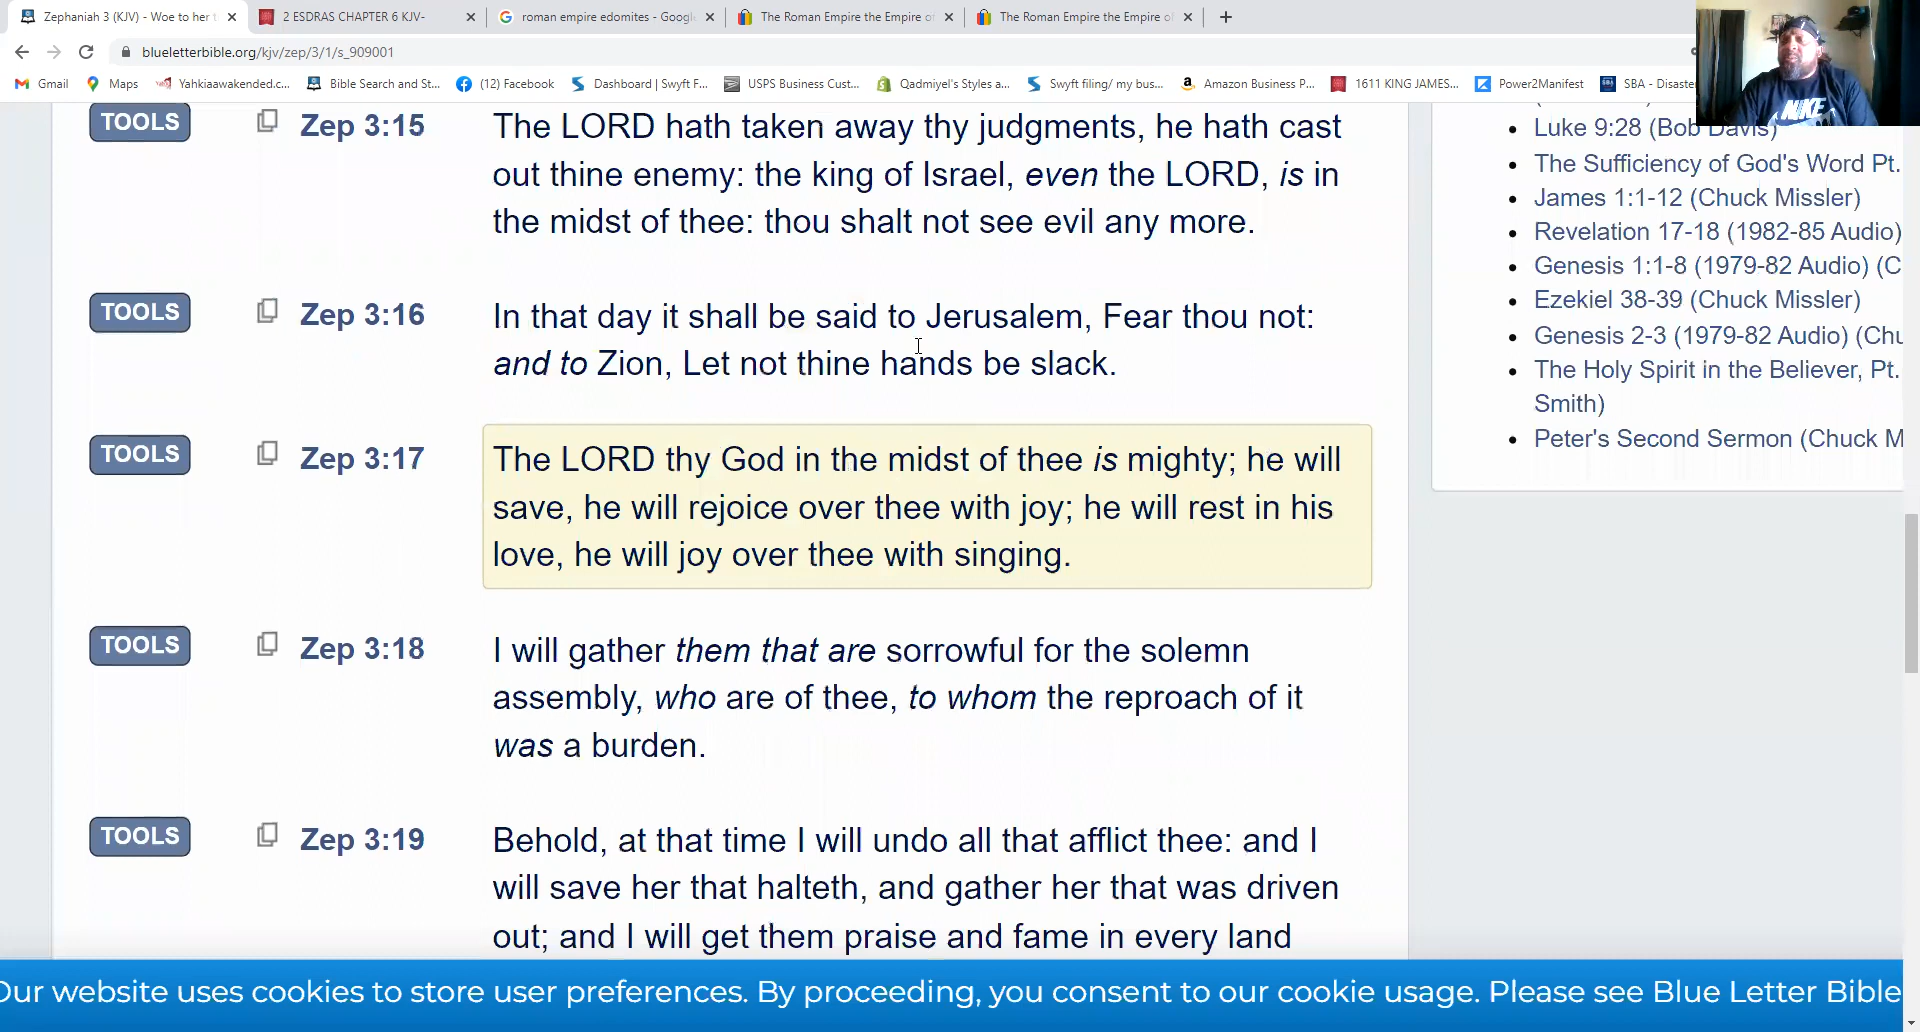 Zephaniah 3 (KJV) - Woe to her t
2 ESDRAS CHAPTER 6 KJV-
roman empire edomites - Googl
The Roman Empire the Empire of
The Roman Empire the Empire of
blueletterbible.org/kjv/zep/3/1/s_909001
Gmail
Maps
Yahkiaawakended.c...
Bible Search and St...
(12) Facebook
Dashboard | Swyft F...
USPS Business Cust...
Qadmiyel's Styles a...
Swyft filing/ my bus...
Amazon Business P...
1611 KING JAMES...
Power2Manifest
SBA - Disaste
NIKE
TOOLS
Zep 3:15
The LORD hath taken away thy judgments, he hath cast
out thine enemy: the king of Israel, even the LORD, is in
the midst of thee: thou shalt not see evil any more.
TOOLS
Zep 3:16
In that day it shall be said to Jerusalem, Fear thou not:
and to Zion, Let not thine hands be slack.
TOOLS
Zep 3:17
The LORD thy God in the midst of thee is mighty; he will
save, he will rejoice over thee with joy; he will rest in his
love, he will joy over thee with singing.
TOOLS
Zep 3:18
I will gather them that are sorrowful for the solemn
assembly, who are of thee, to whom the reproach of it
was a burden.
TOOLS
Zep 3:19
Behold, at that time I will undo all that afflict thee: and I
will save her that halteth, and gather her that was driven
out; and I will get them praise and fame in every land
Luke 9:28 (Bob Davis)
The Sufficiency of God's Word Pt.
James 1:1-12 (Chuck Missler)
Revelation 17-18 (1982-85 Audio)
Genesis 1:1-8 (1979-82 Audio) (C
Ezekiel 38-39 (Chuck Missler)
Genesis 2-3 (1979-82 Audio) (Chu
The Holy Spirit in the Believer, Pt.
Smith)
Peter's Second Sermon (Chuck M
Our website uses cookies to store user preferences. By proceeding, you consent to our cookie usage. Please see Blue Letter Bible